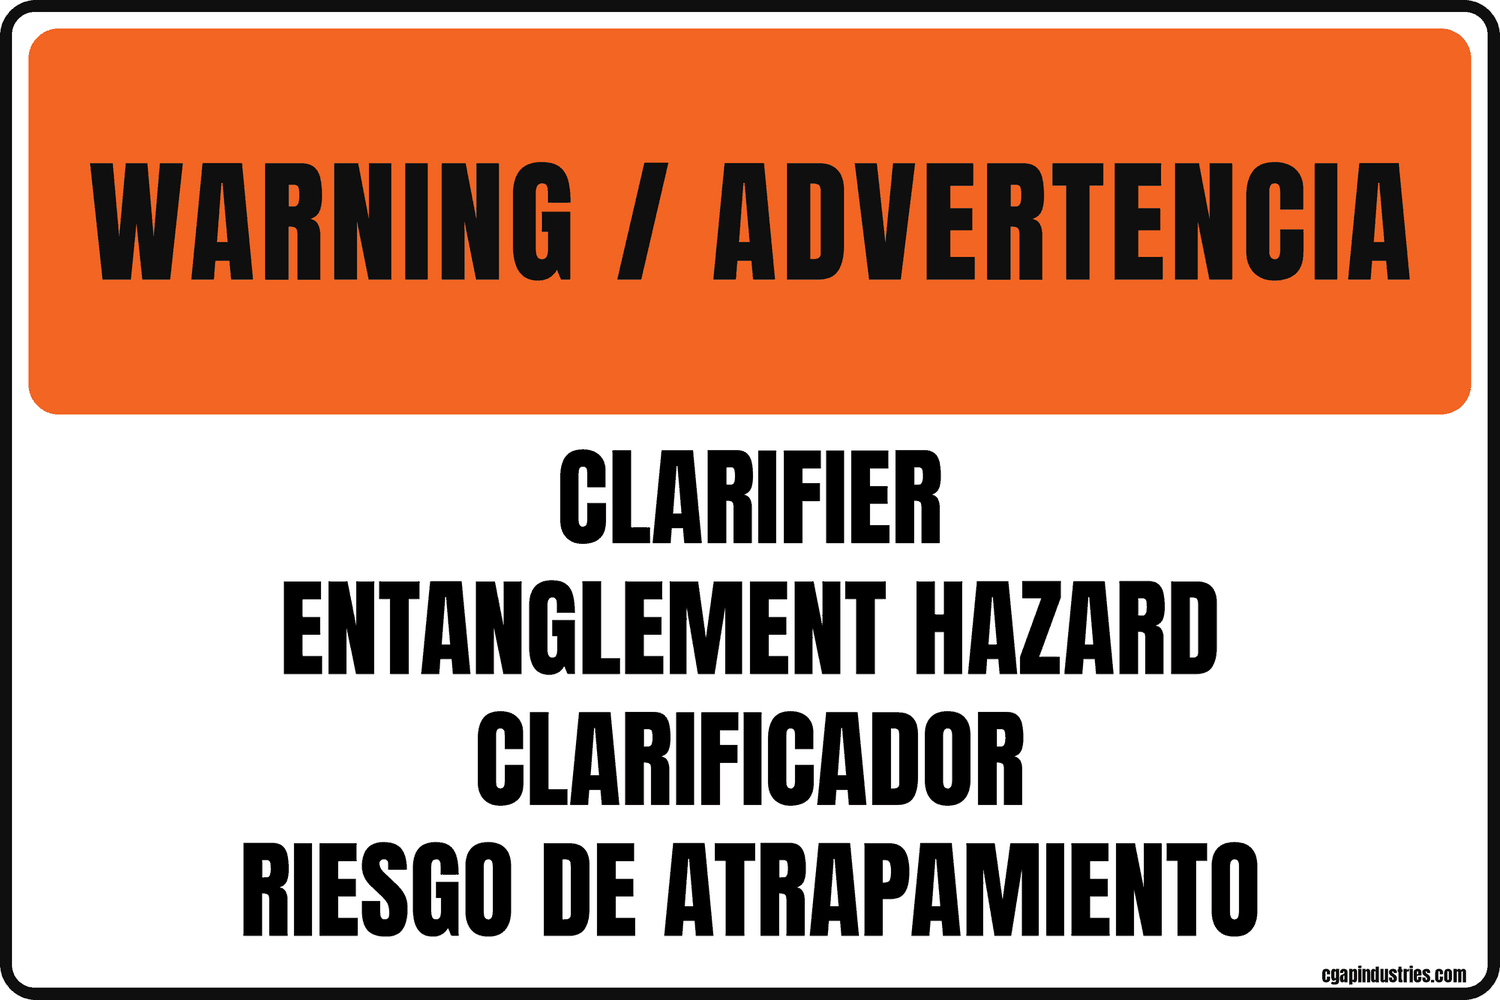 WARNING / ADVERTENCIA
CLARIFIER
ENTANGLEMENT HAZARD
CLARIFICADOR
RIESGO DE ATRAPAMIENTO
cgapindustries.com